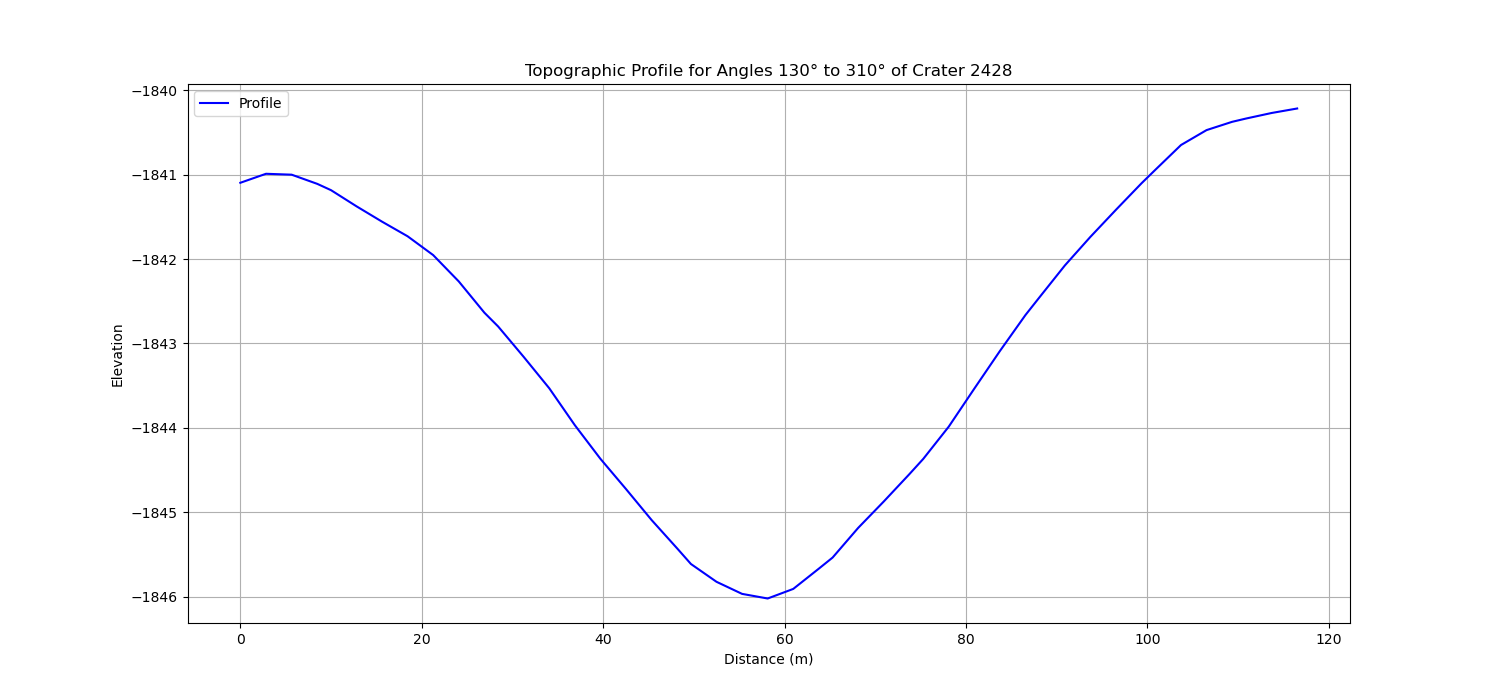 Topographic Profile for Angles 130° to 310° of Crater 2428
Profile
−1840
−1841
−1842
−1843
−1844
−1845
−1846
Elevation
0 20 40 60 80 100 120
Distance (m)